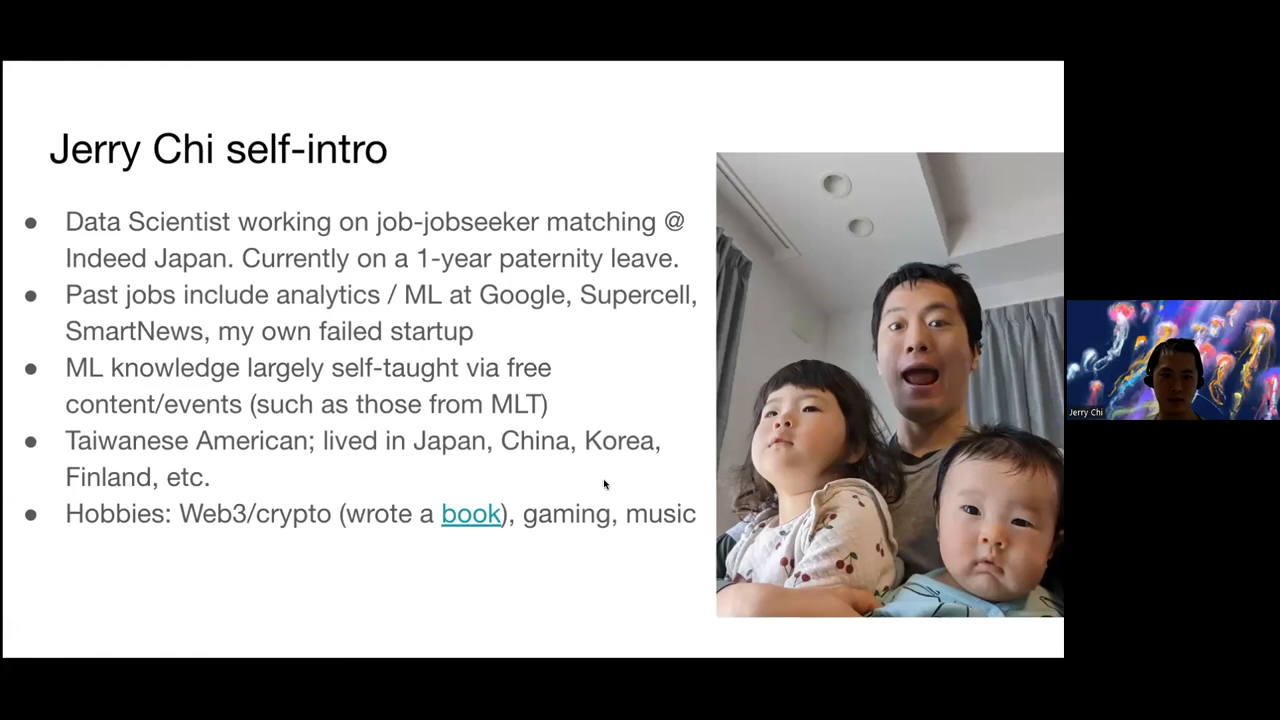 Jerry Chi self-intro
● Data Scientist working on job-jobseeker matching @
Indeed Japan. Currently on a 1-year paternity leave.
● Past jobs include analytics / ML at Google, Supercell,
SmartNews, my own failed startup
● ML knowledge largely self-taught via free
content/events (such as those from MLT)
● Taiwanese American; lived in Japan, China, Korea,
Finland, etc.
● Hobbies: Web3/crypto (wrote a book), gaming, music
Jerry Chi